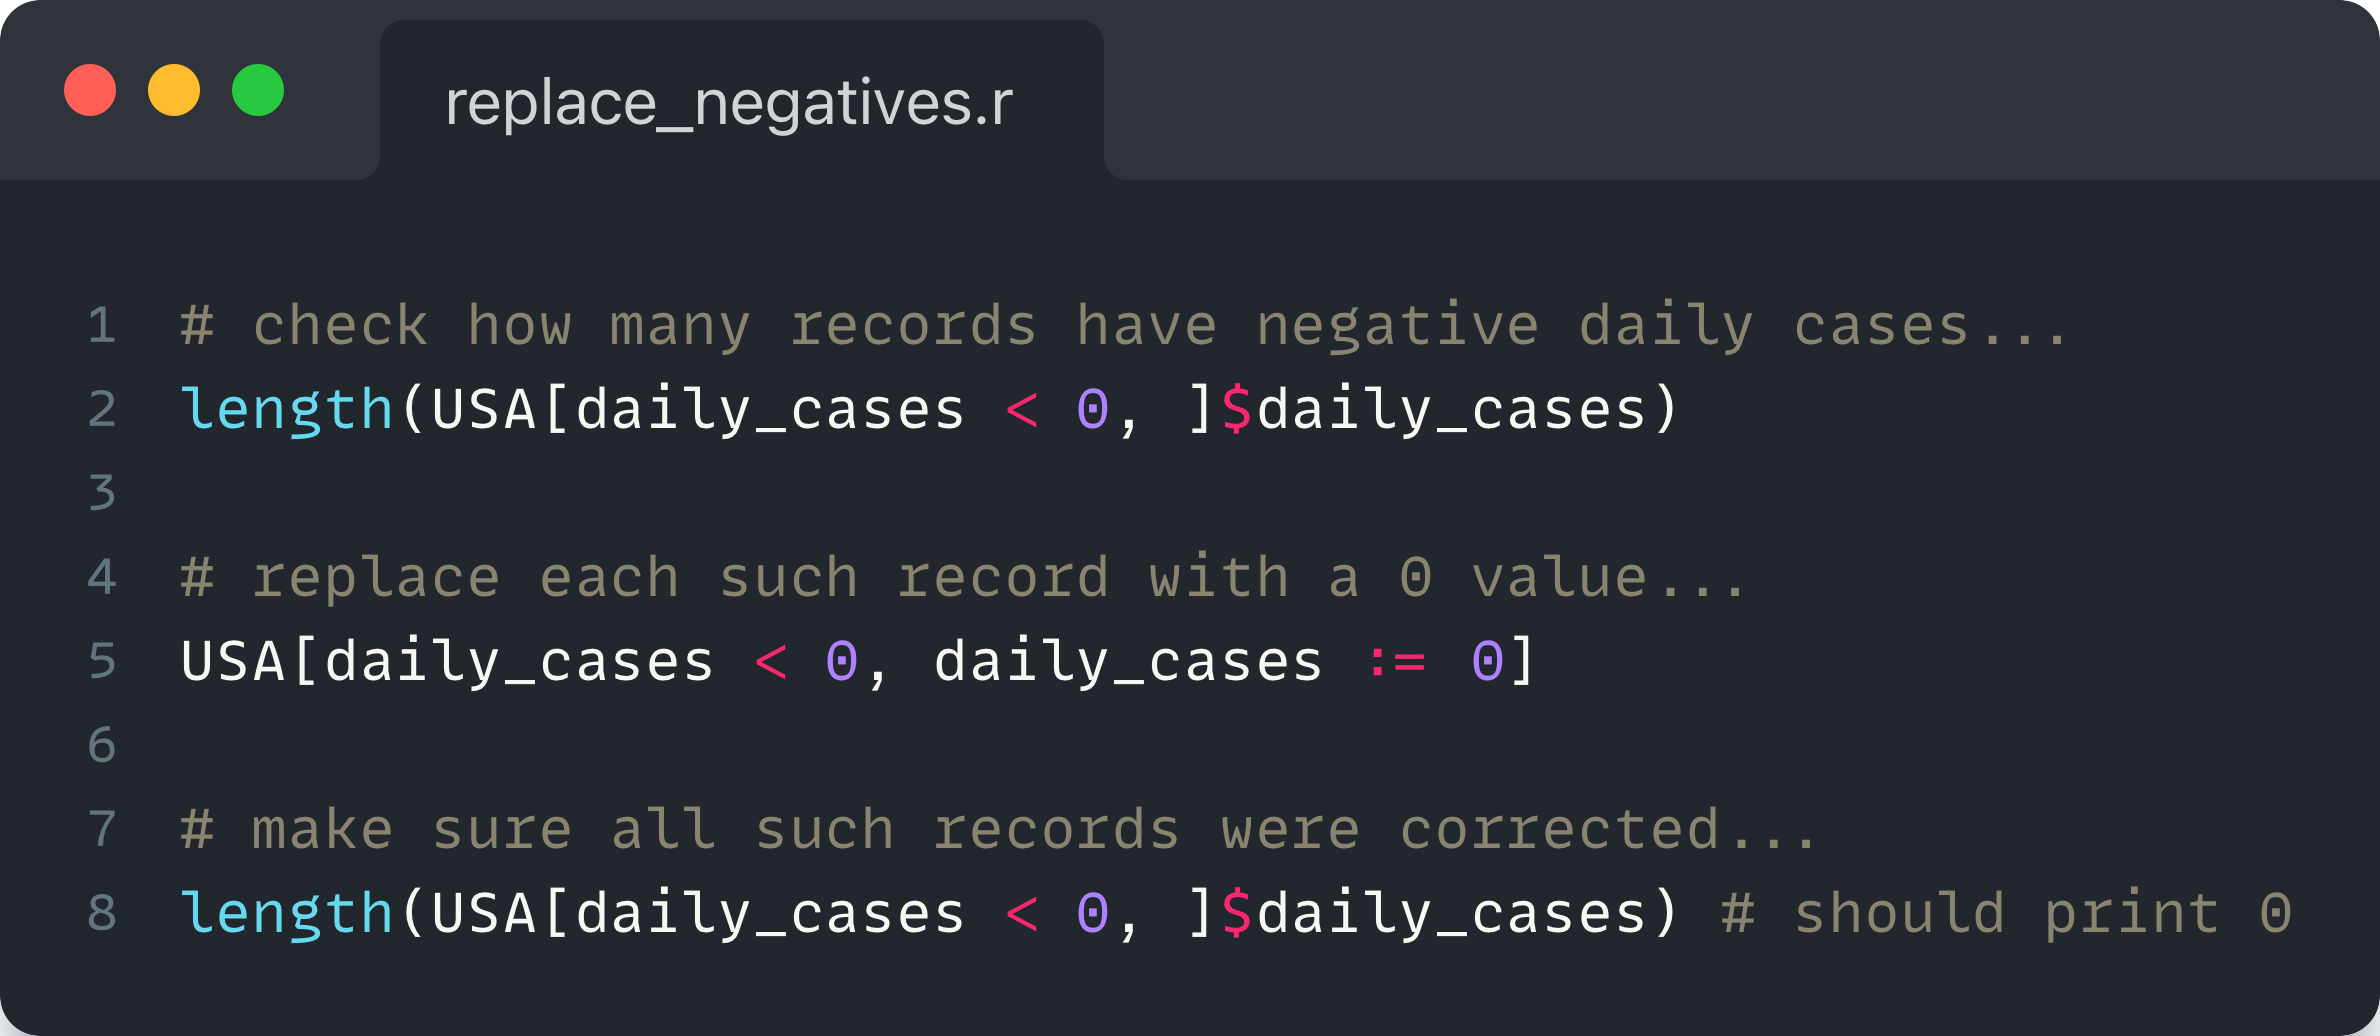 replace_negatives.r
1 # check how many records have negative daily cases...
2 length(USA[daily_cases < 0, ]$daily_cases)
3
4 # replace each such record with a 0 value...
5 USA[daily_cases < 0, daily_cases := 0]
6
7 # make sure all such records were corrected...
8 length(USA[daily_cases < 0, ]$daily_cases) # should print 0